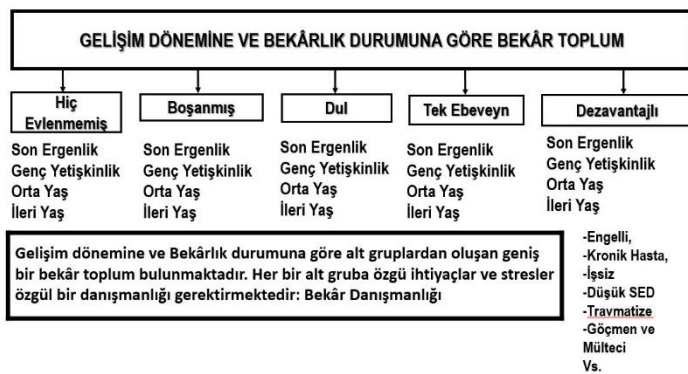 GELİŞİM DÖNEMİNE VE BEKÂRLIK DURUMUNA GÖRE BEKÂR TOPLUM
Hiç
Evlenmemiş
Son Ergenlik
Genç Yetişkinlik
Orta Yaş
İleri Yaş
Boşanmış
Son Ergenlik
Genç Yetişkinlik
Orta Yaş
İleri Yaş
Dul
Son Ergenlik
Genç Yetişkinlik
Orta Yaş
İleri Yaş
Tek Ebeveyn
Son Ergenlik
Genç Yetişkinlik
Orta Yaş
İleri Yaş
Dezavantajlı
Son Ergenlik
Genç Yetişkinlik
Orta Yaş
İleri Yaş
-Engelli,
-Kronik Hasta,
-İşsiz
-Düşük SED
-Travmatize
-Göçmen ve
Mülteci
Vs.
Gelişim dönemine ve Bekârlık durumuna göre alt gruplardan oluşan geniş
bir bekâr toplum bulunmaktadır. Her bir alt gruba özgü ihtiyaçlar ve stresler
özgül bir danışmanlığı gerektirmektedir: Bekâr Danışmanlığı